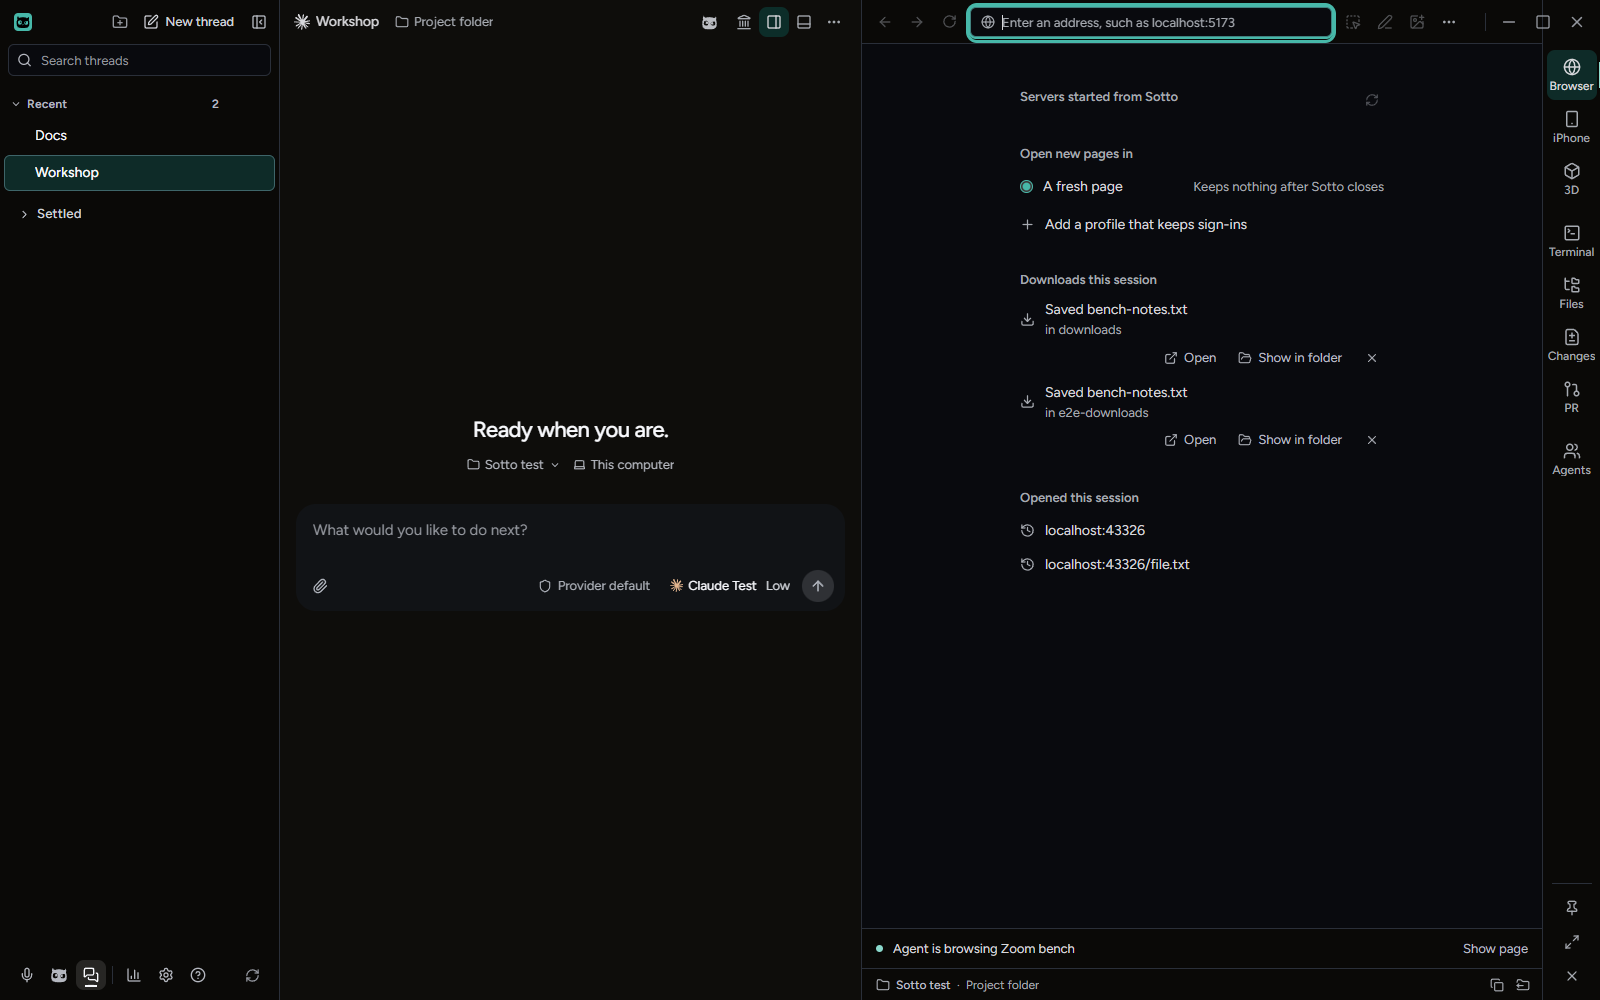 New thread
Search threads
Recent 2
Docs
Workshop
Settled
Workshop Project folder
Ready when you are.
Sotto test This computer
What would you like to do next?
Provider default Claude Test Low
Enter an address, such as localhost:5173
Servers started from Sotto
Open new pages in
A fresh page Keeps nothing after Sotto closes
Add a profile that keeps sign-ins
Downloads this session
Saved bench-notes.txt
in downloads
Open Show in folder
Saved bench-notes.txt
in e2e-downloads
Open Show in folder
Opened this session
localhost:43326
localhost:43326/file.txt
Agent is browsing Zoom bench Show page
Sotto test · Project folder
Browser
iPhone
3D
Terminal
Files
Changes
PR
Agents